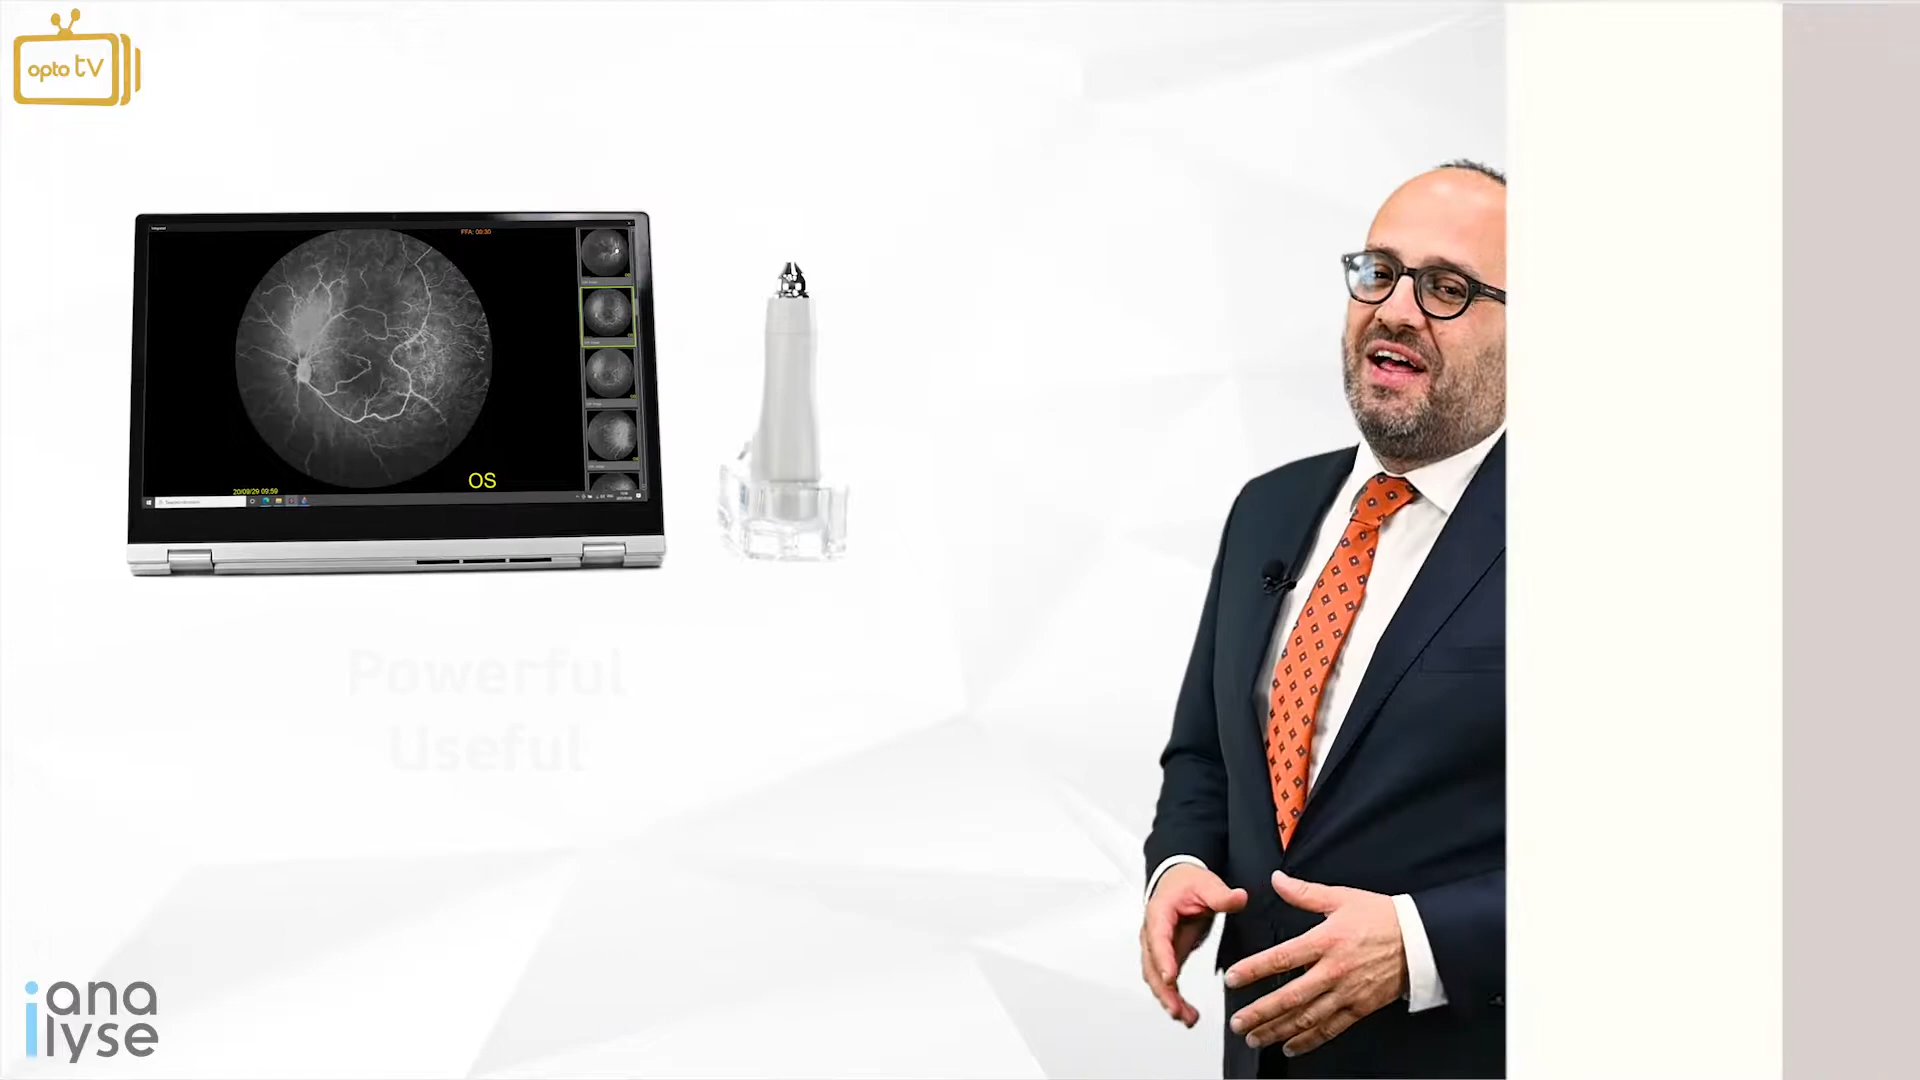 opto tv
FFA: 00:30
OS
20/09/29 09:59
Powerful
Useful
i ana
lyse